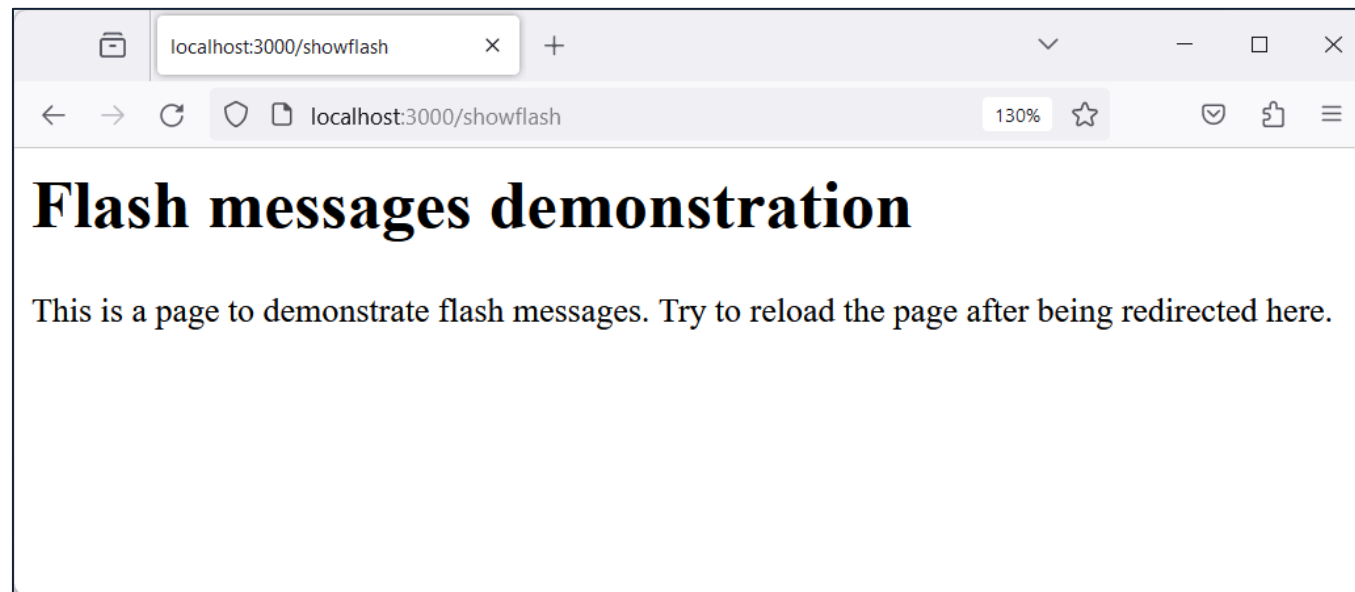 localhost:3000/showflash
localhost:3000/showflash
130%
Flash messages demonstration
This is a page to demonstrate flash messages. Try to reload the page after being redirected here.